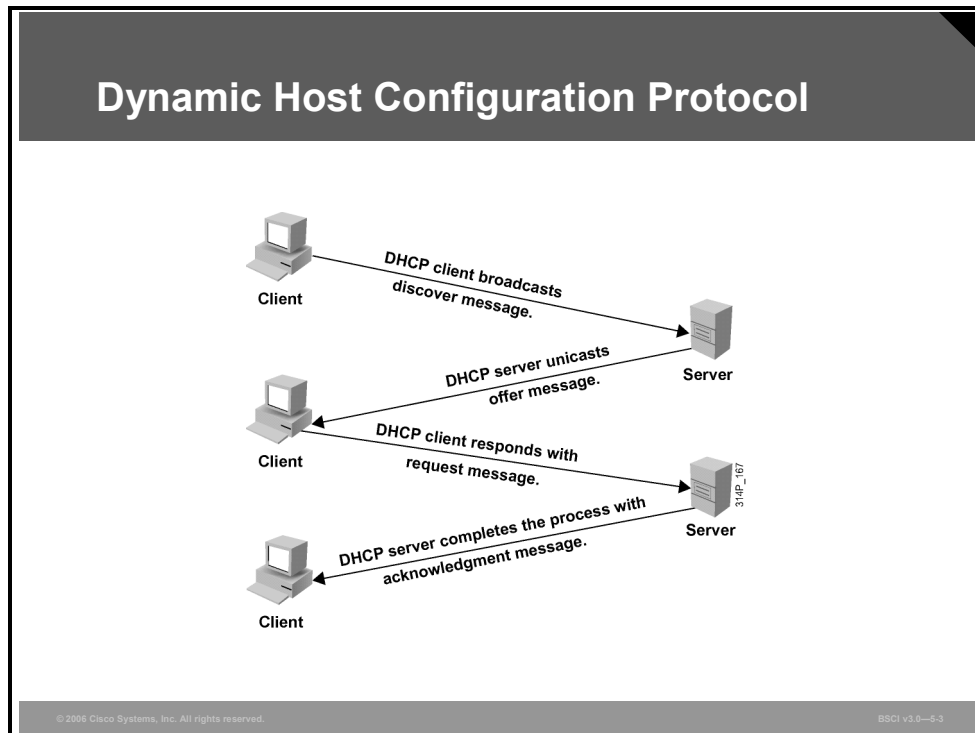 Dynamic Host Configuration Protocol
Client
DHCP client broadcasts
discover message.
Server
DHCP server unicasts
offer message.
Client
DHCP client responds with
request message.
Server
314P_167
DHCP server completes the process with
acknowledgment message.
Client
© 2006 Cisco Systems, Inc. All rights reserved.
BSCI v3.0—5-3